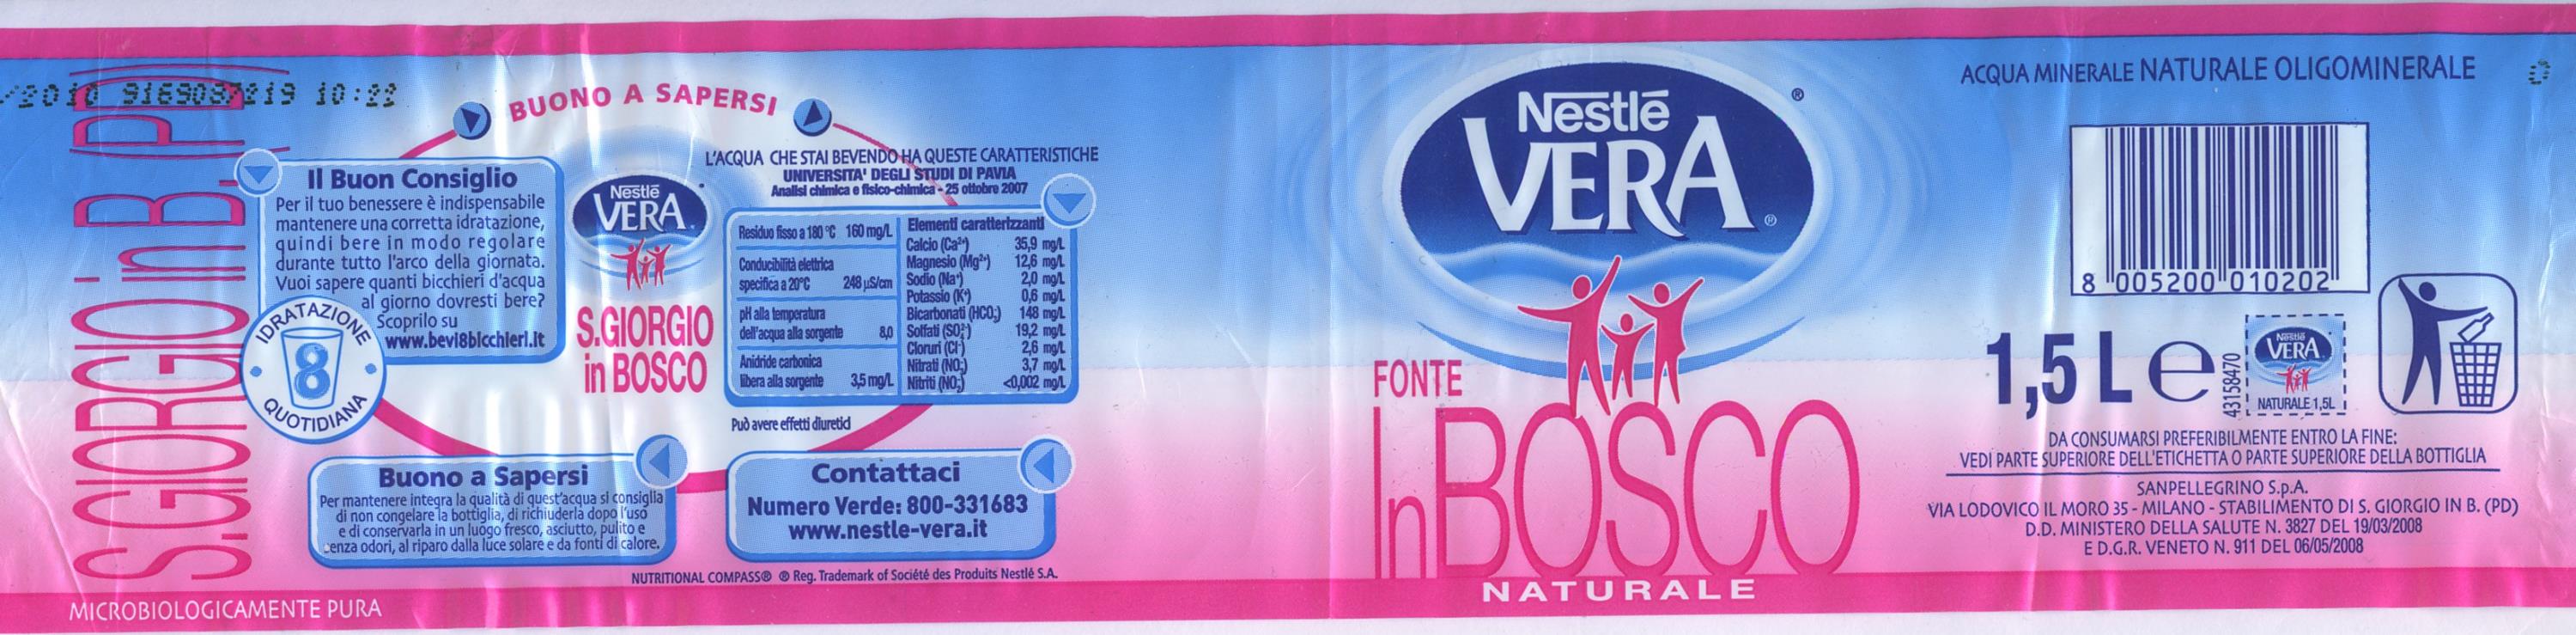 /2010 9169087219 10:22
S.GIORGIO in B.(PD)
BUONO A SAPERSI
Il Buon Consiglio
Per il tuo benessere è indispensabile
mantenere una corretta idratazione,
quindi bere in modo regolare
durante tutto l'arco della giornata.
Vuoi sapere quanti bicchieri d'acqua
al giorno dovresti bere?
Scoprilo su
www.bevi8bicchieri.it
IDRATAZIONE
8
QUOTIDIANA
Nestlé
VERA®
S.GIORGIO
in BOSCO
L'ACQUA CHE STAI BEVENDO HA QUESTE CARATTERISTICHE
UNIVERSITA' DEGLI STUDI DI PAVIA
Analisi chimica e fisico-chimica - 25 ottobre 2007
Residuo fisso a 180 °C 160 mg/L
Conducibilità elettrica
specifica a 20°C 248 µS/cm
pH alla temperatura
dell'acqua alla sorgente 8,0
Anidride carbonica
libera alla sorgente 3,5 mg/L
Elementi caratterizzanti
Calcio (Ca²⁺) 35,9 mg/L
Magnesio (Mg²⁺) 12,6 mg/L
Sodio (Na⁺) 2,0 mg/L
Potassio (K⁺) 0,6 mg/L
Bicarbonati (HCO₃⁻) 148 mg/L
Solfati (SO₄²⁻) 19,2 mg/L
Cloruri (Cl⁻) 2,6 mg/L
Nitrati (NO₃⁻) 3,7 mg/L
Nitriti (NO₂⁻) <0,002 mg/L
Può avere effetti diuretici
Buono a Sapersi
Per mantenere integra la qualità di quest'acqua si consiglia
di non congelare la bottiglia, di richiuderla dopo l'uso
e di conservarla in un luogo fresco, asciutto, pulito e
senza odori, al riparo dalla luce solare e da fonti di calore.
Contattaci
Numero Verde: 800-331683
www.nestle-vera.it
NUTRITIONAL COMPASS® ® Reg. Trademark of Société des Produits Nestlé S.A.
MICROBIOLOGICAMENTE PURA
Nestlé ®
VERA®
FONTE
InBOSCO
NATURALE
ACQUA MINERALE NATURALE OLIGOMINERALE
8 005200 010202
1,5 L e
43158470
Nestlé
VERA
NATURALE 1,5L
DA CONSUMARSI PREFERIBILMENTE ENTRO LA FINE:
VEDI PARTE SUPERIORE DELL'ETICHETTA O PARTE SUPERIORE DELLA BOTTIGLIA
SANPELLEGRINO S.p.A.
VIA LODOVICO IL MORO 35 - MILANO - STABILIMENTO DI S. GIORGIO IN B. (PD)
D.D. MINISTERO DELLA SALUTE N. 3827 DEL 19/03/2008
E D.G.R. VENETO N. 911 DEL 06/05/2008